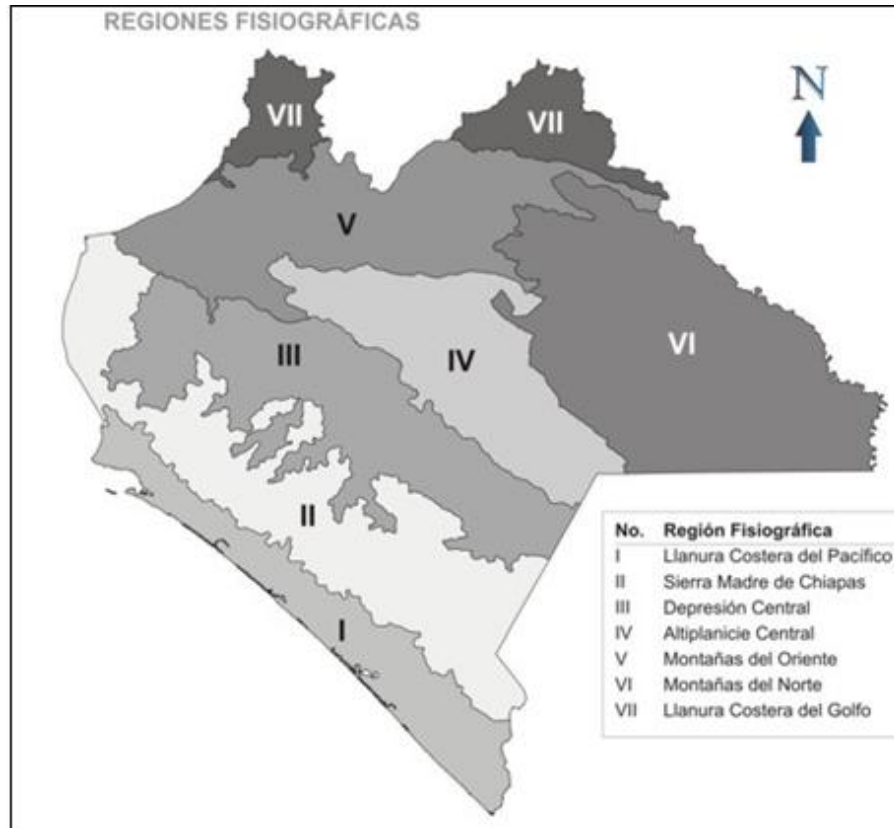 REGIONES FISIOGRÁFICAS
N
VII
VII
V
III
IV
VI
II
I
No. Región Fisiográfica
I Llanura Costera del Pacífico
II Sierra Madre de Chiapas
III Depresión Central
IV Altiplanicie Central
V Montañas del Oriente
VI Montañas del Norte
VII Llanura Costera del Golfo